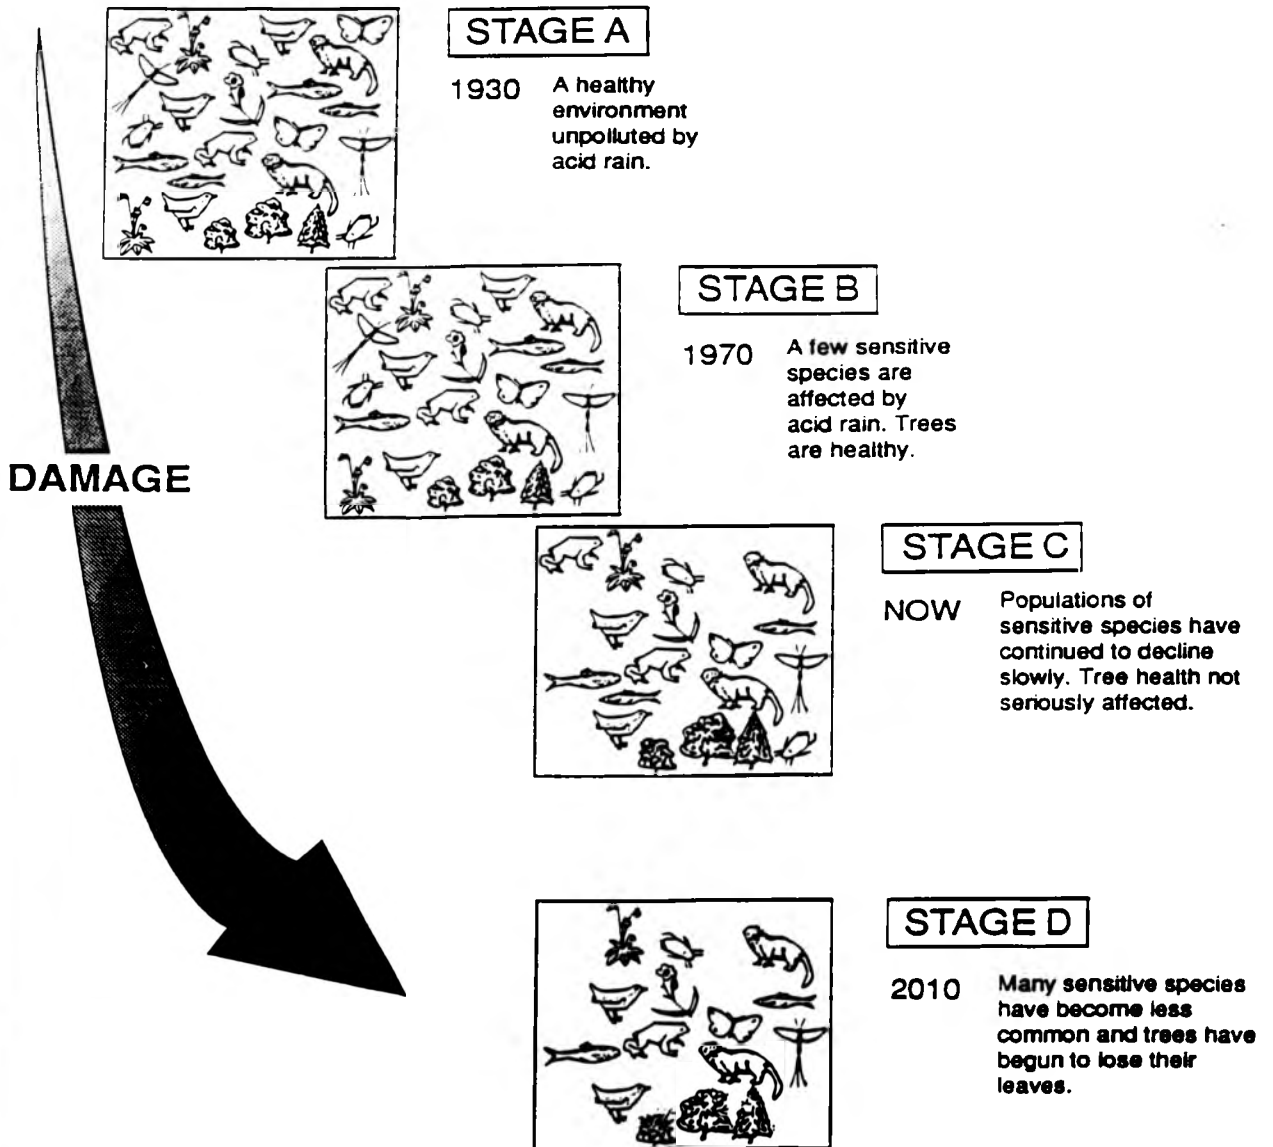 STAGE A
1930
A healthy
environment
unpolluted by
acid rain.
STAGE B
1970
A few sensitive
species are
affected by
acid rain. Trees
are healthy.
DAMAGE
STAGE C
NOW
Populations of
sensitive species have
continued to decline
slowly. Tree health not
seriously affected.
STAGE D
2010
Many sensitive species
have become less
common and trees have
begun to lose their
leaves.